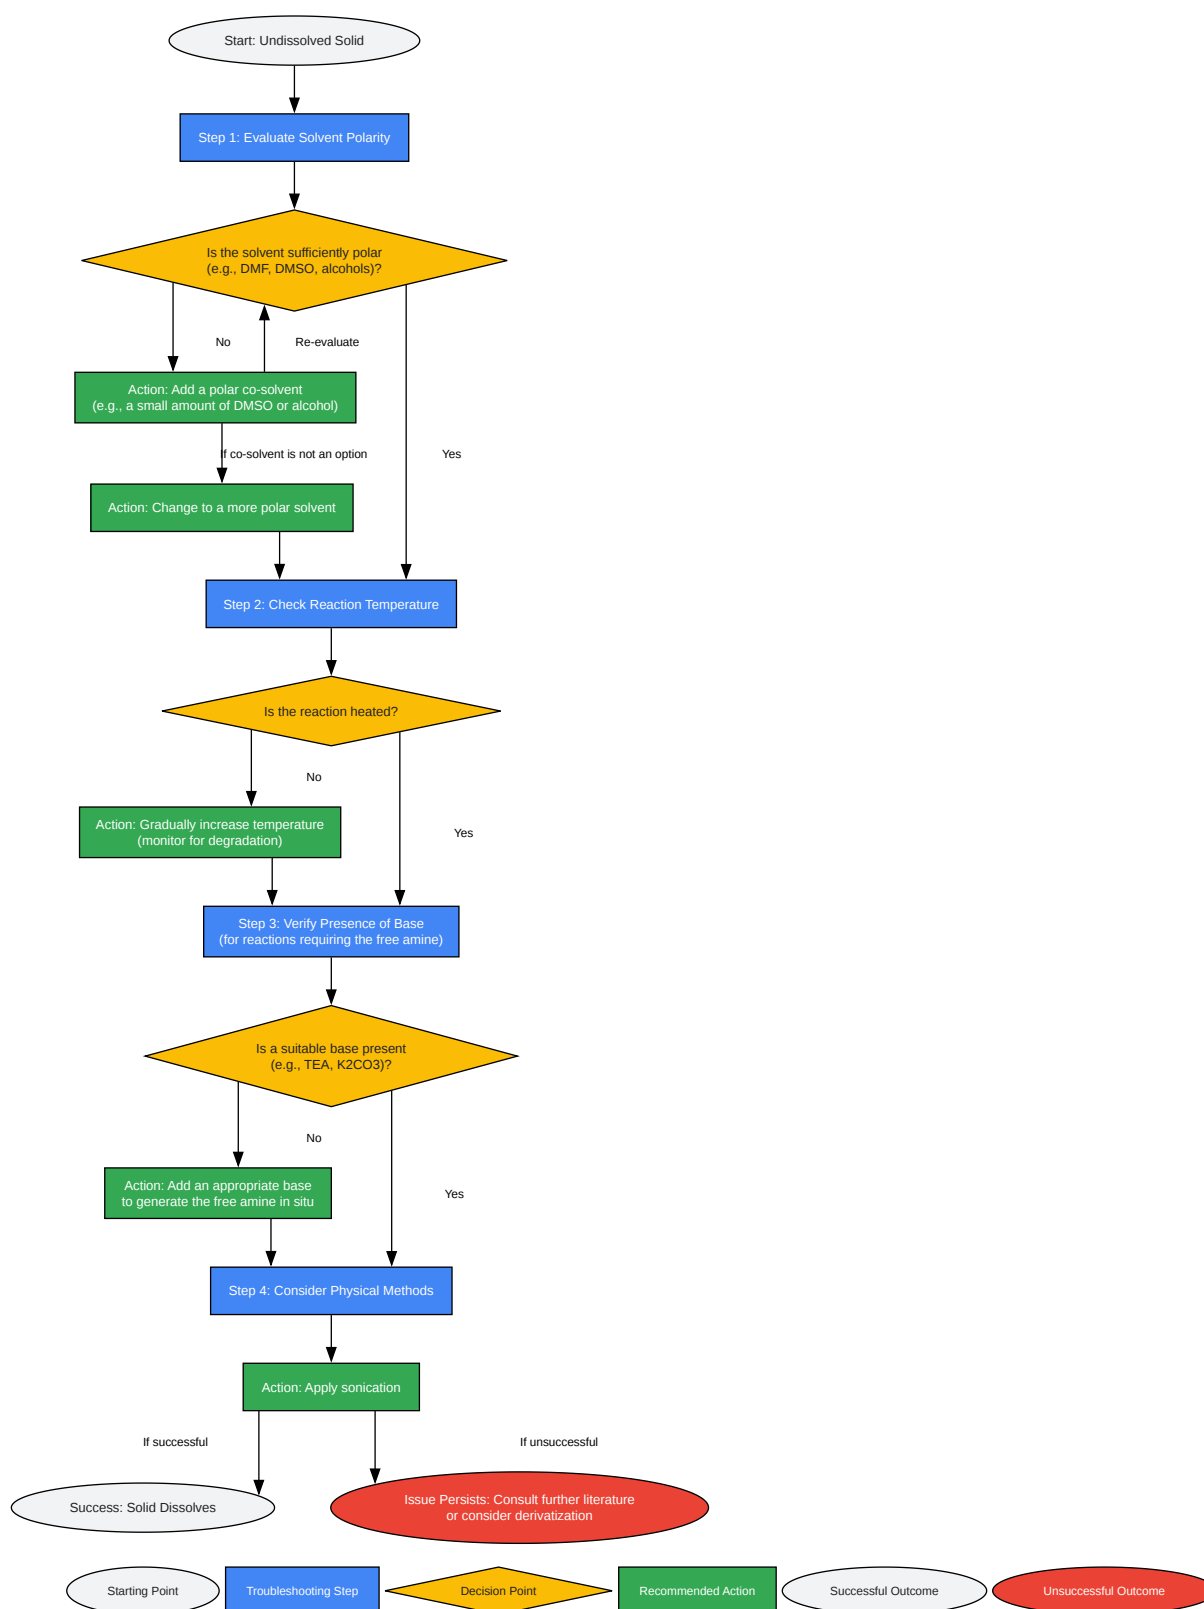 Start: Undissolved Solid
Step 1: Evaluate Solvent Polarity
Is the solvent sufficiently polar
(e.g., DMF, DMSO, alcohols)?
No
Re-evaluate
Action: Add a polar co-solvent
(e.g., a small amount of DMSO or alcohol)
If co-solvent is not an option
Yes
Action: Change to a more polar solvent
Step 2: Check Reaction Temperature
Is the reaction heated?
No
Action: Gradually increase temperature
(monitor for degradation)
Yes
Step 3: Verify Presence of Base
(for reactions requiring the free amine)
Is a suitable base present
(e.g., TEA, K2CO3)?
No
Action: Add an appropriate base
to generate the free amine in situ
Yes
Step 4: Consider Physical Methods
Action: Apply sonication
If successful
If unsuccessful
Success: Solid Dissolves
Issue Persists: Consult further literature
or consider derivatization
Starting Point
Troubleshooting Step
Decision Point
Recommended Action
Successful Outcome
Unsuccessful Outcome